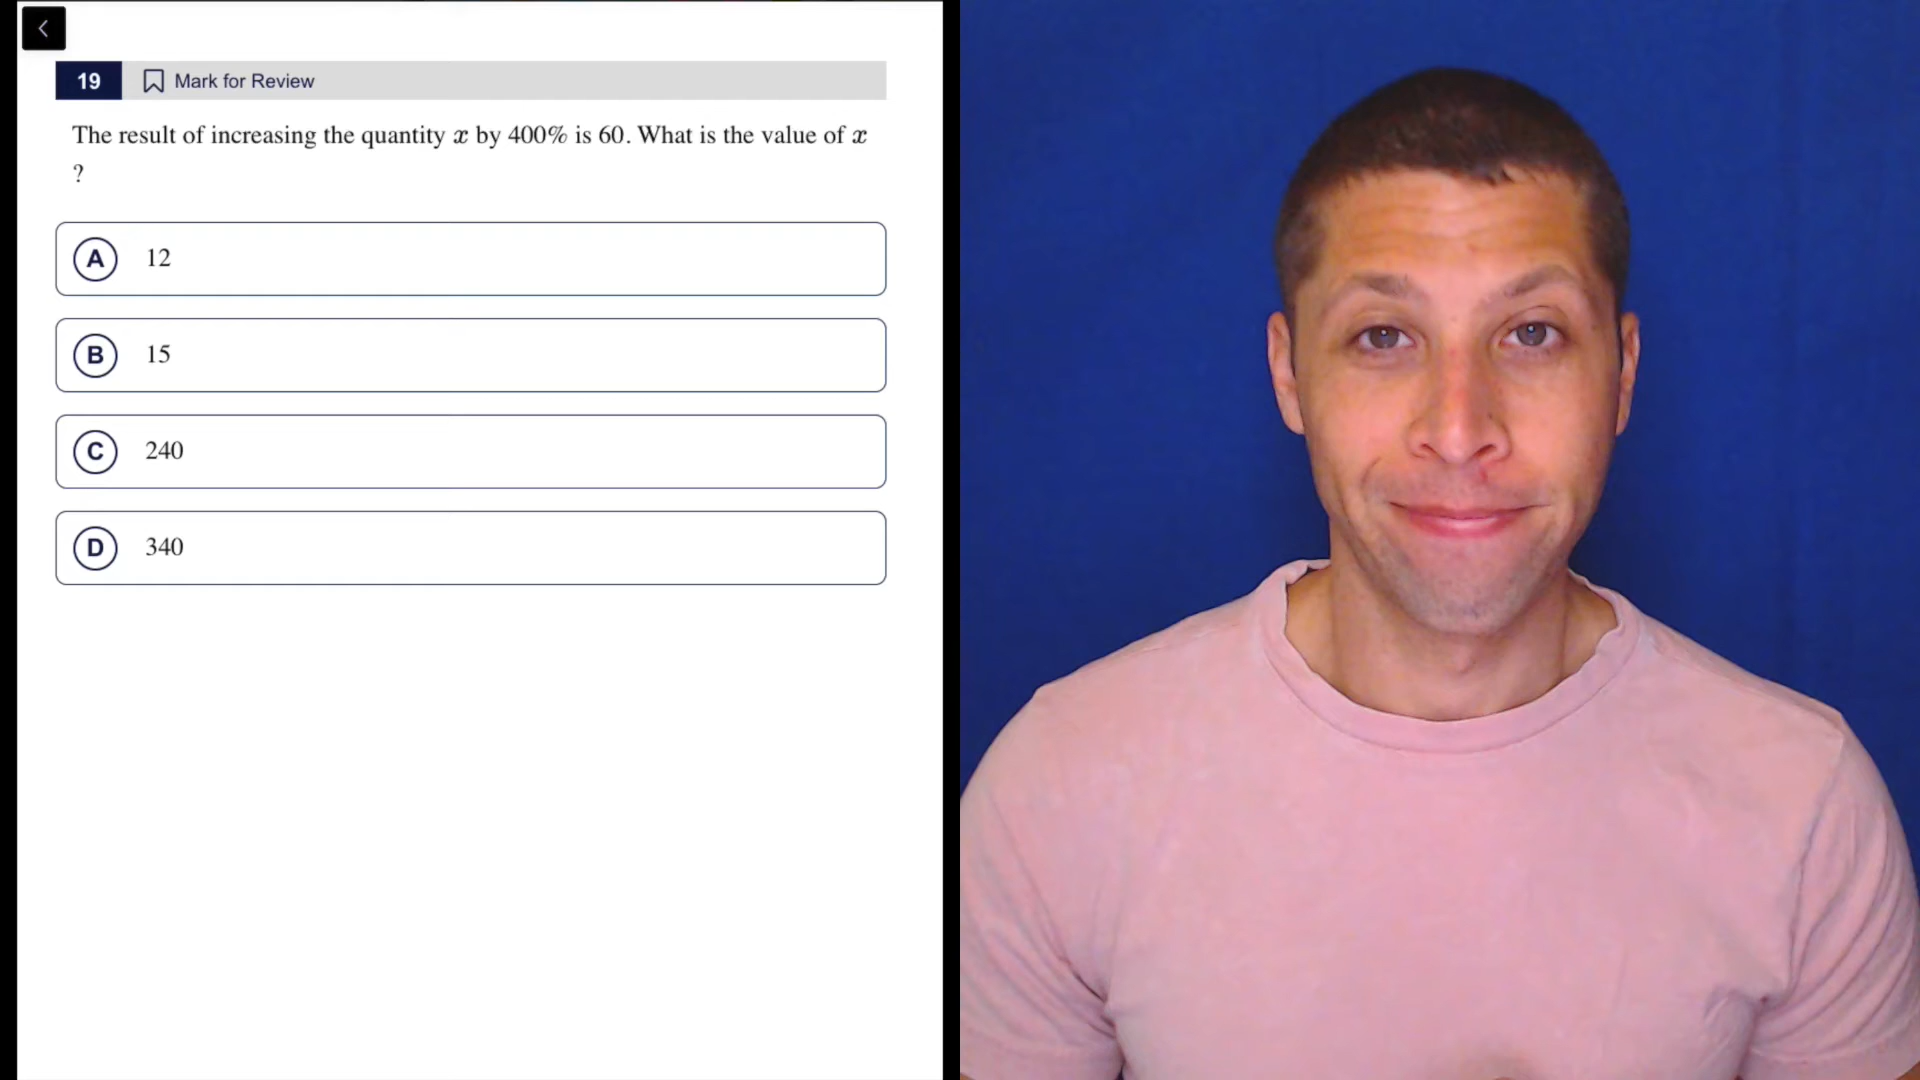 19 Mark for Review
The result of increasing the quantity x by 400% is 60. What is the value of x
?
A 12
B 15
C 240
D 340